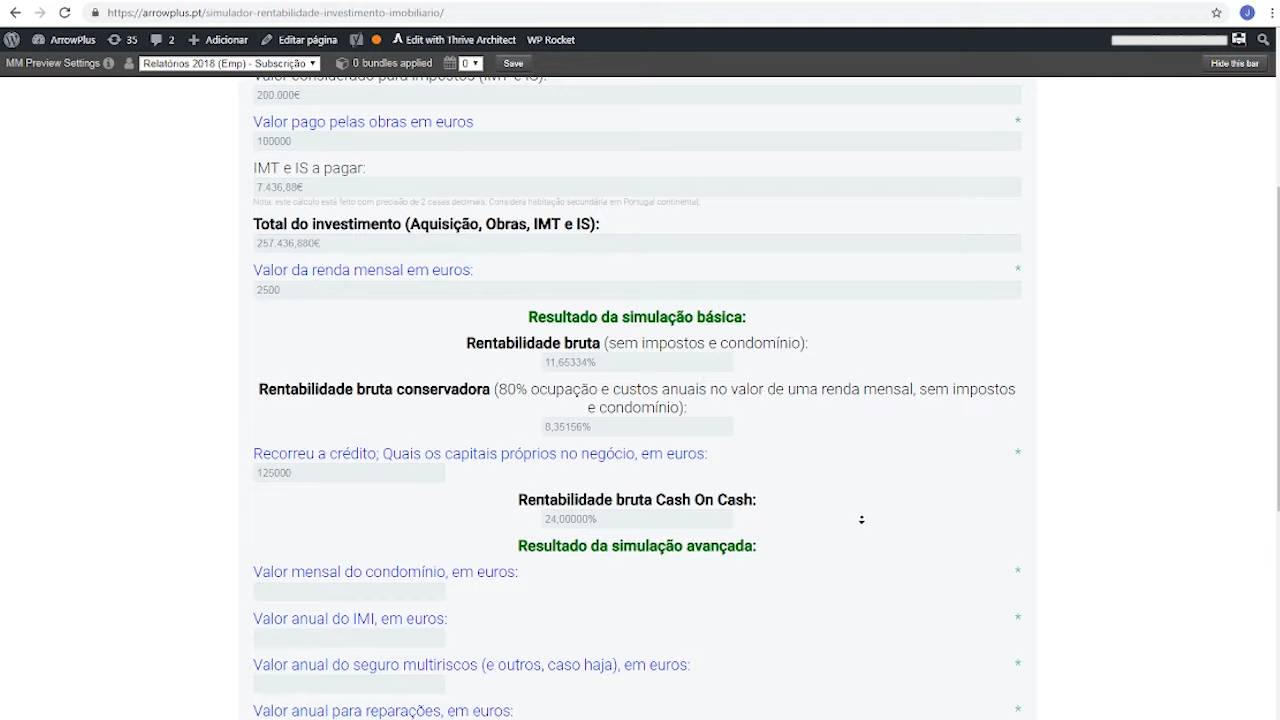 https://arrowplus.pt/simulador-rentabilidade-investimento-imobiliario/
J
ArrowPlus 35 2 Adicionar Editar página Edit with Thrive Architect WP Rocket
MM Preview Settings Relatórios 2018 (Emp) - Subscrição 0 bundles applied 0 Save Hide this bar
Valor considerado para impostos (IMT e IS):
200.000€
Valor pago pelas obras em euros *
100000
IMT e IS a pagar:
7.436,88€
Nota: este cálculo está feito com precisão de 2 casas decimais. Considera habitação secundária em Portugal continental,
Total do investimento (Aquisição, Obras, IMT e IS):
257.436,880€
Valor da renda mensal em euros: *
2500
Resultado da simulação básica:
Rentabilidade bruta (sem impostos e condomínio):
11,65334%
Rentabilidade bruta conservadora (80% ocupação e custos anuais no valor de uma renda mensal, sem impostos
e condomínio):
8,35156%
Recorreu a crédito; Quais os capitais próprios no negócio, em euros: *
125000
Rentabilidade bruta Cash On Cash:
24,00000%
Resultado da simulação avançada:
Valor mensal do condomínio, em euros: *
Valor anual do IMI, em euros: *
Valor anual do seguro multiriscos (e outros, caso haja), em euros: *
Valor anual para reparações, em euros: *